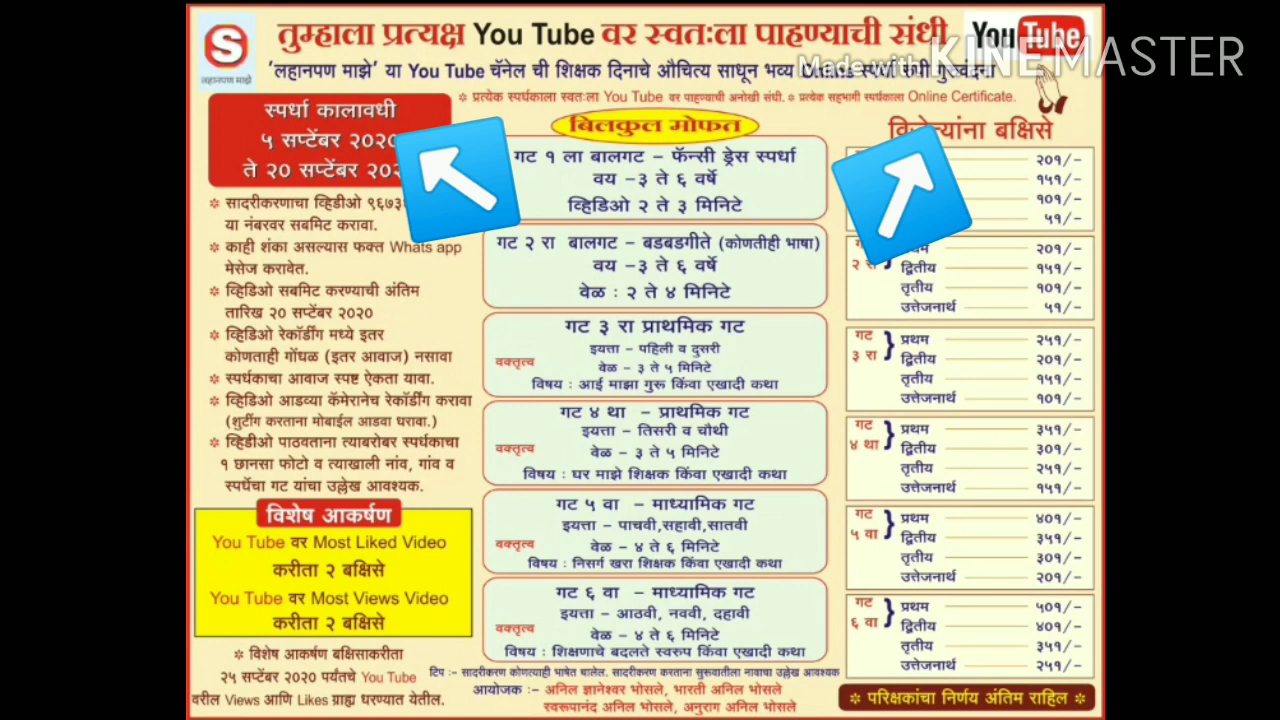 S
लहानपण माझे
तुम्हाला प्रत्यक्ष You Tube वर स्वतःला पाहण्याची संधी
You Tube
Made with KINEMASTER
'लहानपण माझे' या You Tube चॅनेल ची शिक्षक दिनाचे औचित्य साधून भव्य Online स्पर्धा रुपी गुरुवंदना
* प्रत्येक स्पर्धकाला स्वतःला You Tube वर पाहण्याची अनोखी संधी. * प्रत्येक सहभागी स्पर्धकाला Online Certificate.
स्पर्धा कालावधी
५ सप्टेंबर २०२०
ते २० सप्टेंबर
* सादरीकरणाचा व्हिडीओ
या नंबरवर सबमिट करावा.
* काही शंका असल्यास फक्त Whats app
मेसेज करावेत.
* व्हिडिओ सबमिट करण्याची अंतिम
तारिख २० सप्टेंबर २०२०
* व्हिडिओ रेकॉर्डींग मध्ये इतर
कोणताही गोंधळ (इतर आवाज) नसावा
* स्पर्धकाचा आवाज स्पष्ट ऐकता यावा.
* व्हिडिओ आडव्या कॅमेरानेच रेकॉर्डींग करावा
(शुटींग करताना मोबाईल आडवा घरावा.)
* व्हिडीओ पाठवताना त्याबरोबर स्पर्धकाचा
१ छानसा फोटो व त्याखाली नांव, गांव व
स्पर्धेचा गट यांचा उल्लेख आवश्यक.
विशेष आकर्षण
You Tube वर Most Liked Video
करीता २ बक्षिसे
You Tube वर Most Views Video
करीता २ बक्षिसे
* विशेष आकर्षण बक्षिसाकरीता
२५ सप्टेंबर २०२० पर्यंतचे You Tube
वरील Views आणि Likes ग्राह्य धरण्यात येतील.
बिलकुल मोफत
गट १ ला बालगट – फॅन्सी ड्रेस स्पर्धा
वय –३ ते ६ वर्षे
व्हिडिओ २ ते ३ मिनिटे
गट २ रा बालगट – बडबडगीते (कोणतीही भाषा)
वय –३ ते ६ वर्षे
वेळ : २ ते ४ मिनिटे
गट ३ रा प्राथमिक गट
इयत्ता – पहिली व दुसरी
वक्तृत्व वेळ – ३ ते ५ मिनिटे
विषय : आई माझा गुरू किंवा एखादी कथा
गट ४ था – प्राथमिक गट
इयत्ता – तिसरी व चौथी
वक्तृत्व वेळ – ३ ते ५ मिनिटे
विषय : घर माझे शिक्षक किंवा एखादी कथा
गट ५ वा – माध्यामिक गट
इयत्ता – पाचवी,सहावी,सातवी
वक्तृत्व वेळ – ४ ते ६ मिनिटे
विषय : निसर्ग खरा शिक्षक किंवा एखादी कथा
गट ६ वा – माध्यामिक गट
इयत्ता – आठवी, नववी, दहावी
वक्तृत्व वेळ – ४ ते ६ मिनिटे
विषय : शिक्षणाचे बदलते स्वरुप किंवा एखादी कथा
टिप :- सादरीकरण कोणत्याही भाषेत चालेल. सादरीकरण करताना सुरूवातीला नावाचा उल्लेख आवश्यक
आयोजक :- अनिल ज्ञानेश्वर भोसले, भारती अनिल भोसले
स्वरूपानंद अनिल भोसले, अनुराग अनिल भोसले
बक्षिसे
२०१/-
१५१/-
१०१/-
५१/-
२०१/-
द्वितीय १५१/-
तृतीय १०१/-
उत्तेजनार्थ ५१/-
गट ३ रा } प्रथम २५१/-
द्वितीय २०१/-
तृतीय १५१/-
उत्तेजनार्थ १०१/-
गट ४ था } प्रथम ३५१/-
द्वितीय ३०१/-
तृतीय २५१/-
उत्तेजनार्थ १५१/-
गट ५ वा } प्रथम ४०१/-
द्वितीय ३५१/-
तृतीय ३०१/-
उत्तेजनार्थ २०१/-
गट ६ वा } प्रथम ५०१/-
द्वितीय ४०१/-
तृतीय ३५१/-
उत्तेजनार्थ २५१/-
* परिक्षकांचा निर्णय अंतिम राहिल *